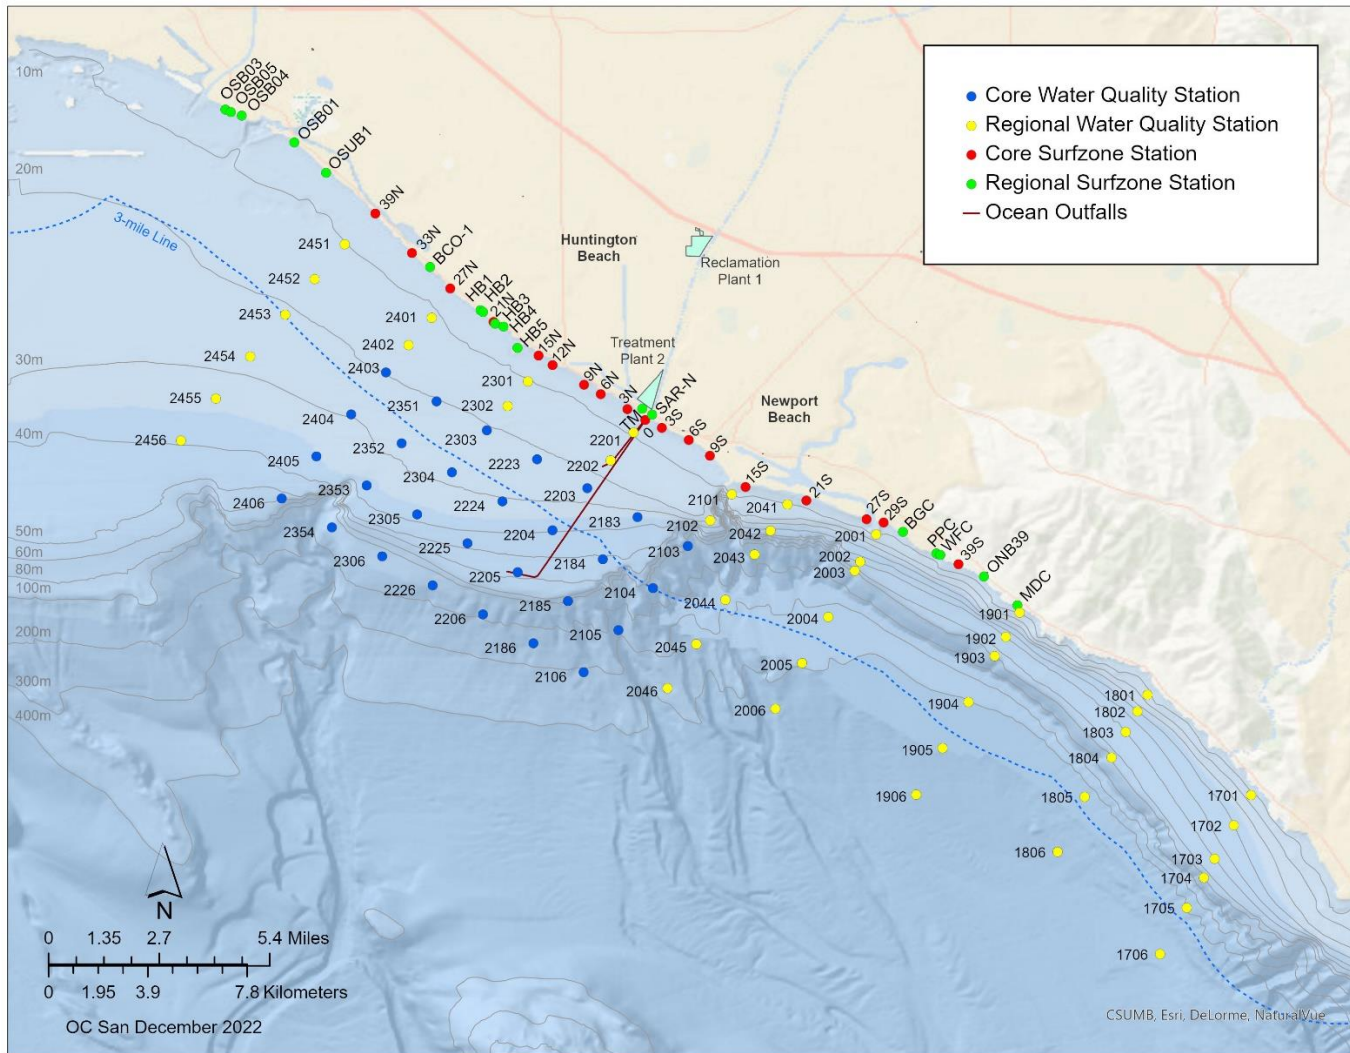 10m
20m
30m
40m
50m
60m
80m
100m
200m
300m
400m
3-mile Line
OSB03
OSB05
OSB04
OSB01
OSUB1
39N
33N
BCO-1
27N
HB1
HB2
21N
HB3
HB4
HB5
15N
12N
9N
6N
3N
TM
0
SAR-N
3S
6S
9S
15S
21S
27S
29S
BGC
PPC
WFC
39S
ONB39
MDC
Huntington
Beach
Reclamation
Plant 1
Treatment
Plant 2
Newport
Beach
Core Water Quality Station
Regional Water Quality Station
Core Surfzone Station
Regional Surfzone Station
Ocean Outfalls
2451
2452
2453
2454
2455
2456
2401
2402
2403
2404
2405
2406
2351
2352
2353
2354
2301
2302
2303
2304
2305
2306
2223
2224
2225
2226
2201
2202
2203
2204
2205
2206
2183
2184
2185
2186
2101
2102
2103
2104
2105
2106
2041
2042
2043
2044
2045
2046
2001
2002
2003
2004
2005
2006
1901
1902
1903
1904
1905
1906
1801
1802
1803
1804
1805
1806
1701
1702
1703
1704
1705
1706
N
0 1.35 2.7 5.4 Miles
0 1.95 3.9 7.8 Kilometers
OC San December 2022
CSUMB, Esri, DeLorme, NaturalVue